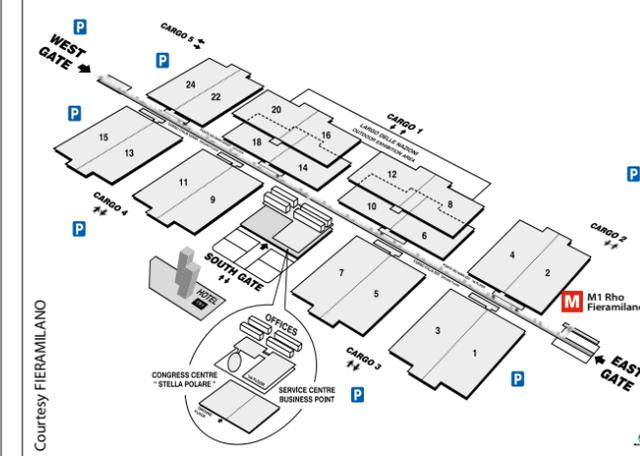 P
CARGO 5
WEST
GATE
P
24
22
P
20
16
CARGO 1
LARGO DELLE NAZIONI
OUTDOOR EXHIBITION AREA
15
13
18
14
12
8
P
11
9
10
6
CARGO 4
P
CARGO 2
4
2
SOUTH GATE
7
5
HOTEL
M
M1 Rho
Fieramilano
3
1
OFFICES
CARGO 3
EAST
GATE
CONGRESS CENTRE
" STELLA POLARE "
SERVICE CENTRE
BUSINESS POINT
P
P
Courtesy FIERAMILANO